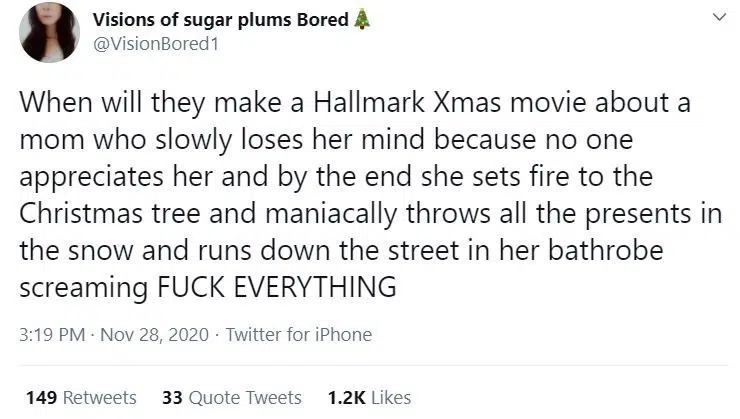 Visions of sugar plums Bored🎄
@VisionBored1
When will they make a Hallmark Xmas movie about a
mom who slowly loses her mind because no one
appreciates her and by the end she sets fire to the
Christmas tree and maniacally throws all the presents in
the snow and runs down the street in her bathrobe
screaming FUCK EVERYTHING
3:19 PM · Nov 28, 2020 · Twitter for iPhone
149 Retweets 33 Quote Tweets 1.2K Likes